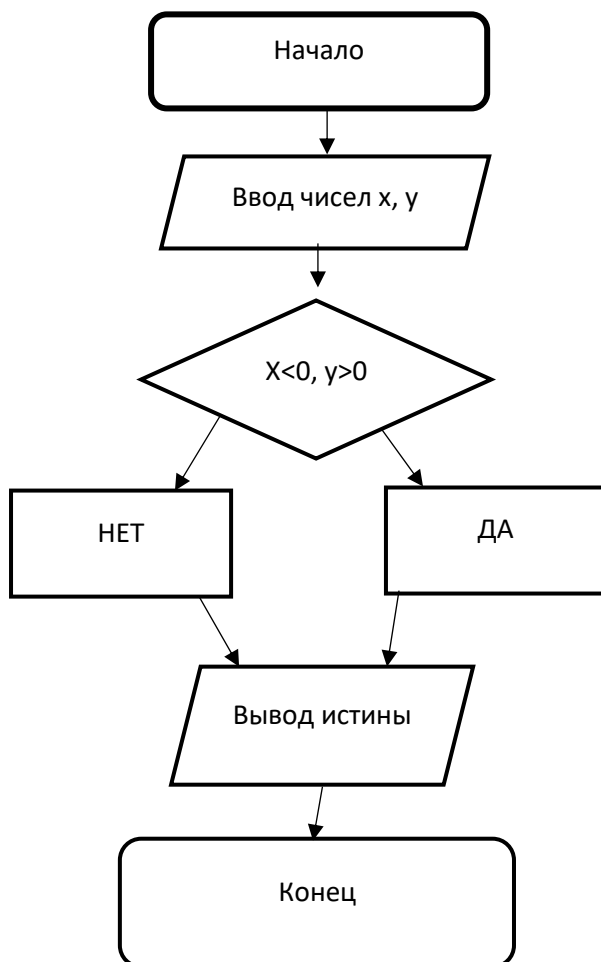 Начало
Ввод чисел х, у
X<0, y>0
НЕТ
ДА
Вывод истины
Конец